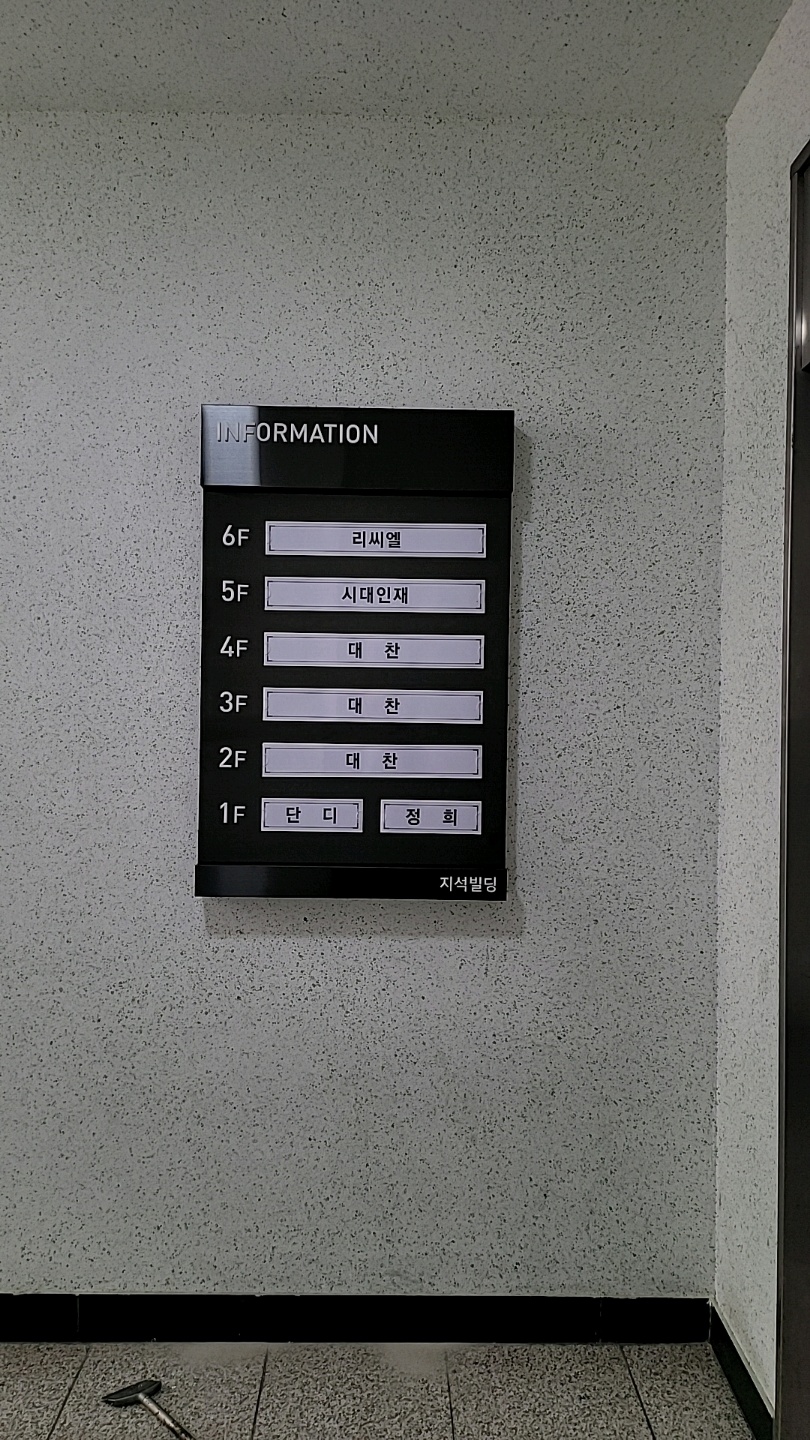 INFORMATION
6F 리씨엘
5F 시대인재
4F 대 찬
3F 대 찬
2F 대 찬
1F 단 디 정 희
지석빌딩